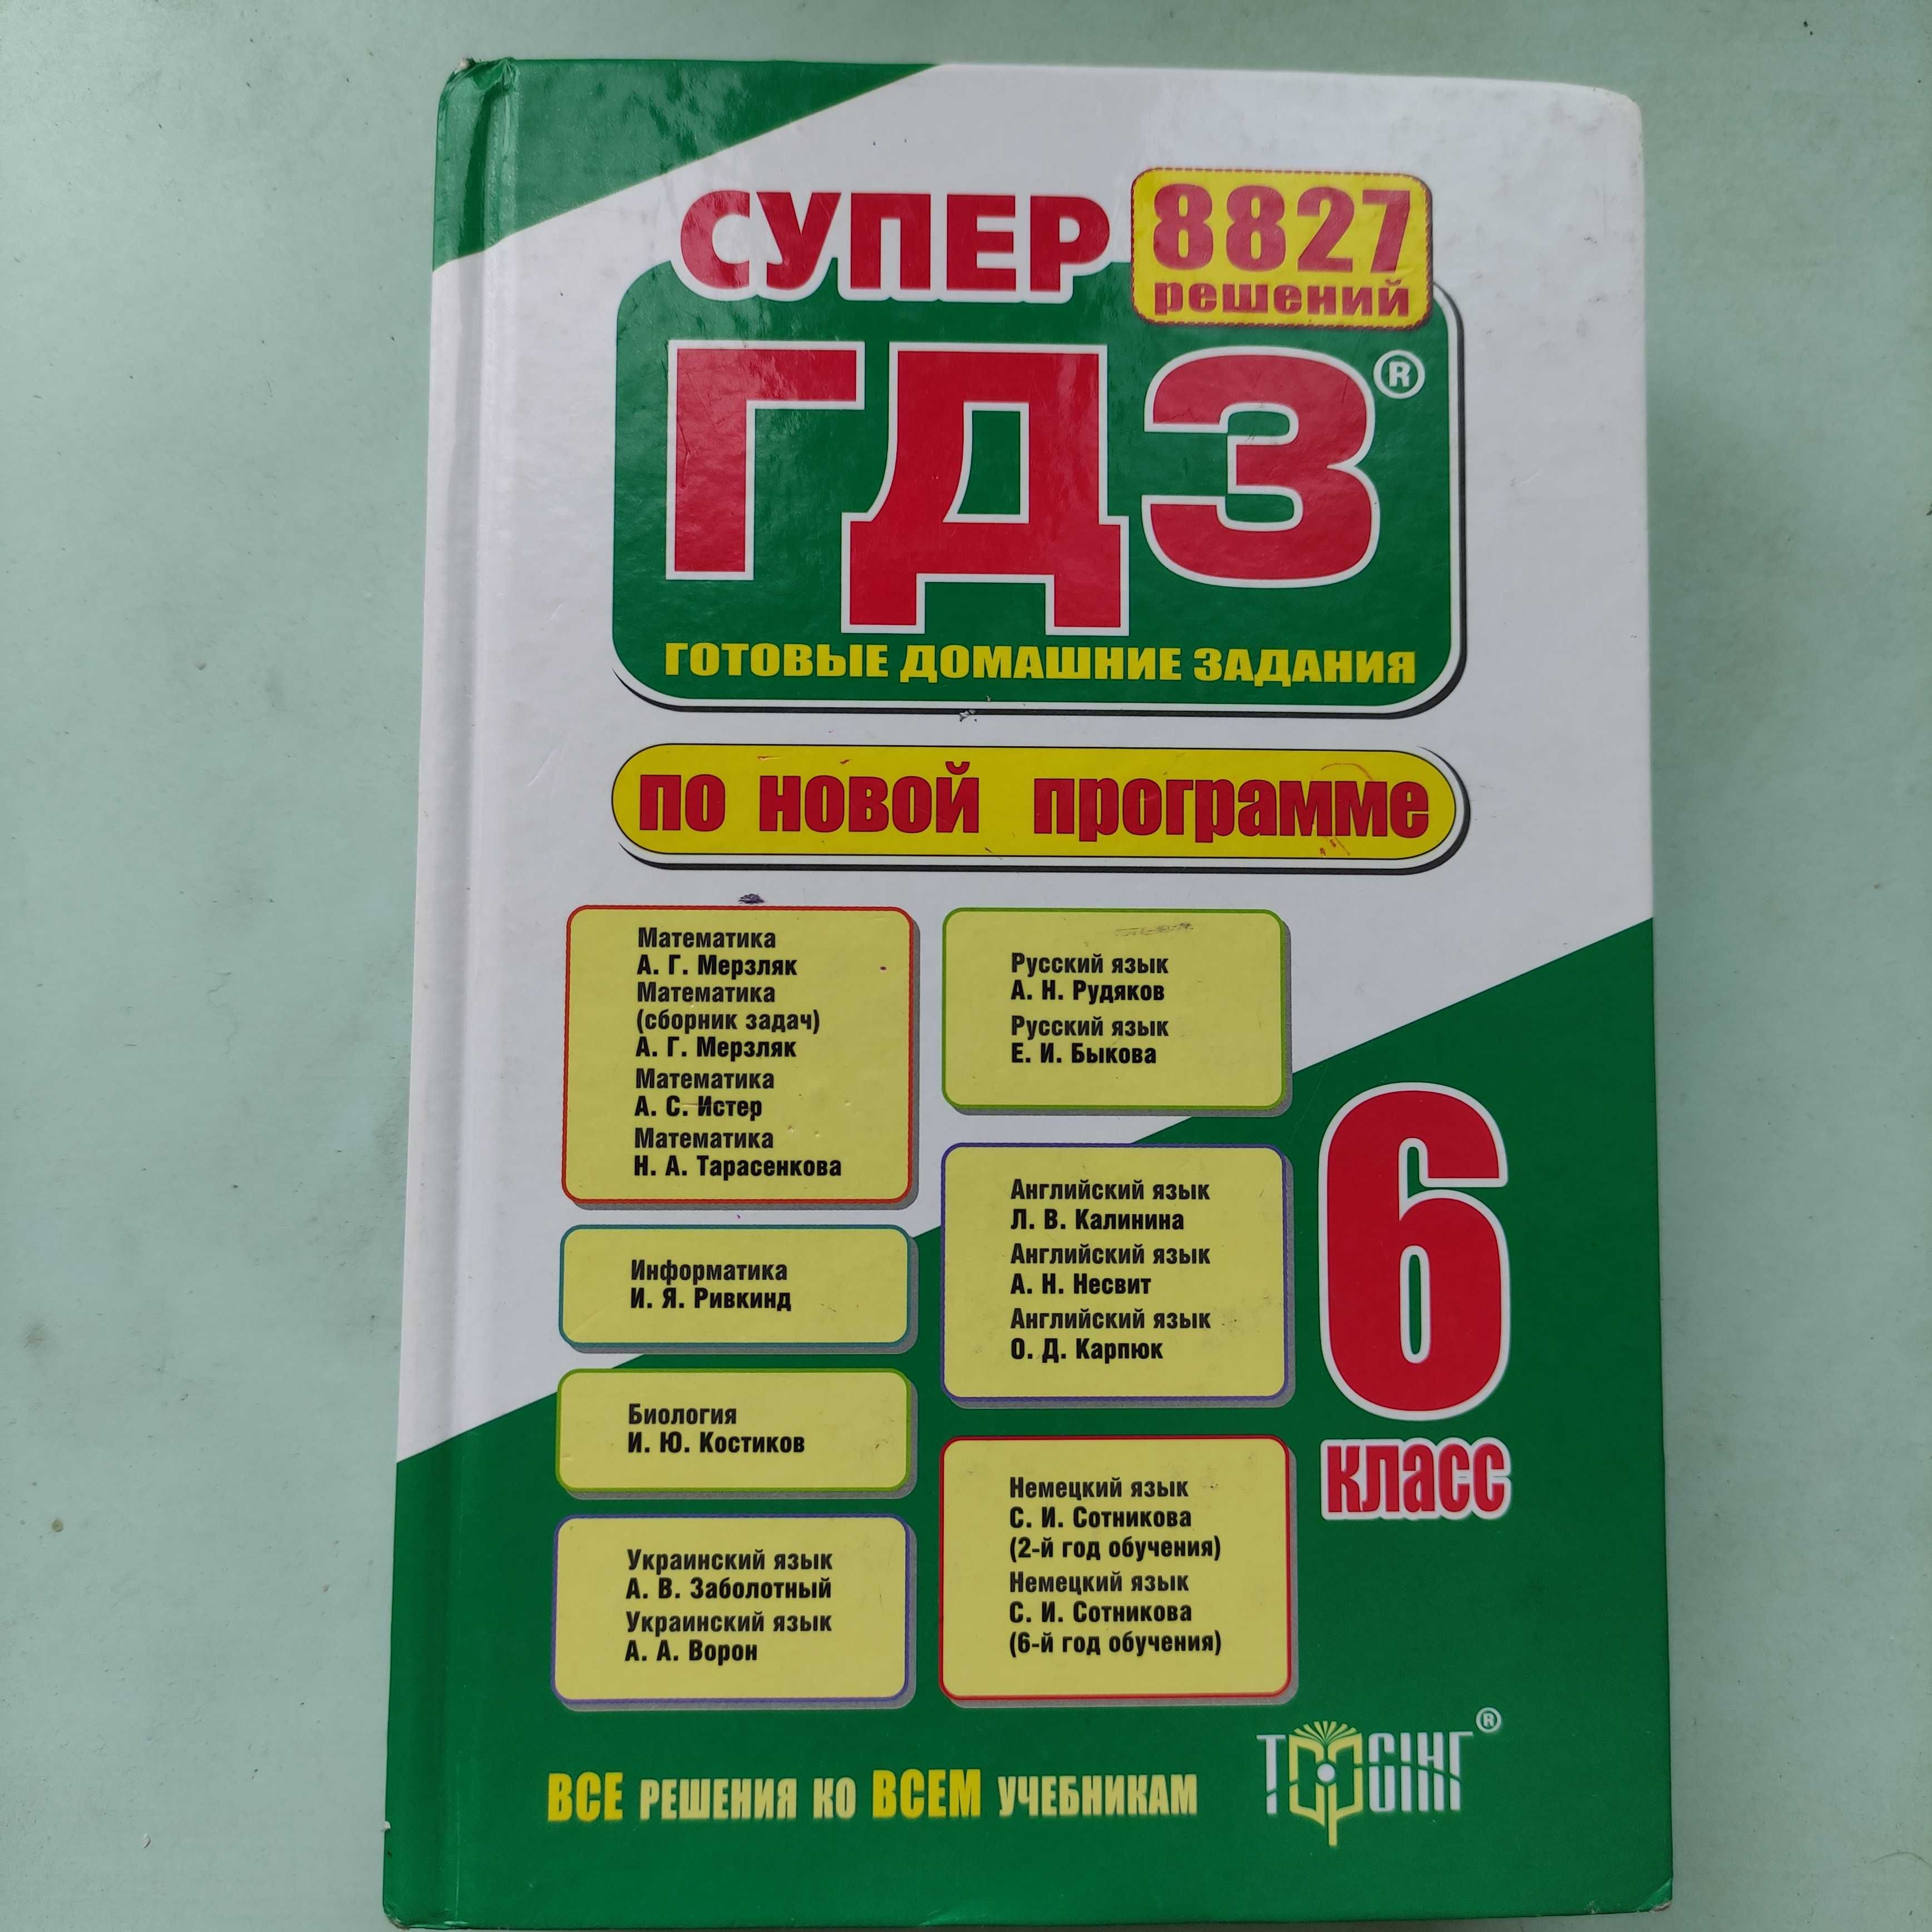 СУПЕР
8827
решений
ГДЗ®
ГОТОВЫЕ ДОМАШНИЕ ЗАДАНИЯ
по новой программе
Математика
А. Г. Мерзляк
Математика
(сборник задач)
А. Г. Мерзляк
Математика
А. С. Истер
Математика
Н. А. Тарасенкова
Информатика
И. Я. Ривкинд
Биология
И. Ю. Костиков
Украинский язык
А. В. Заболотный
Украинский язык
А. А. Ворон
Русский язык
А. Н. Рудяков
Русский язык
Е. И. Быкова
Английский язык
Л. В. Калинина
Английский язык
А. Н. Несвит
Английский язык
О. Д. Карпюк
Немецкий язык
С. И. Сотникова
(2-й год обучения)
Немецкий язык
С. И. Сотникова
(6-й год обучения)
6
класс
ВСЕ РЕШЕНИЯ КО ВСЕМ УЧЕБНИКАМ
ТОРСІНГ®